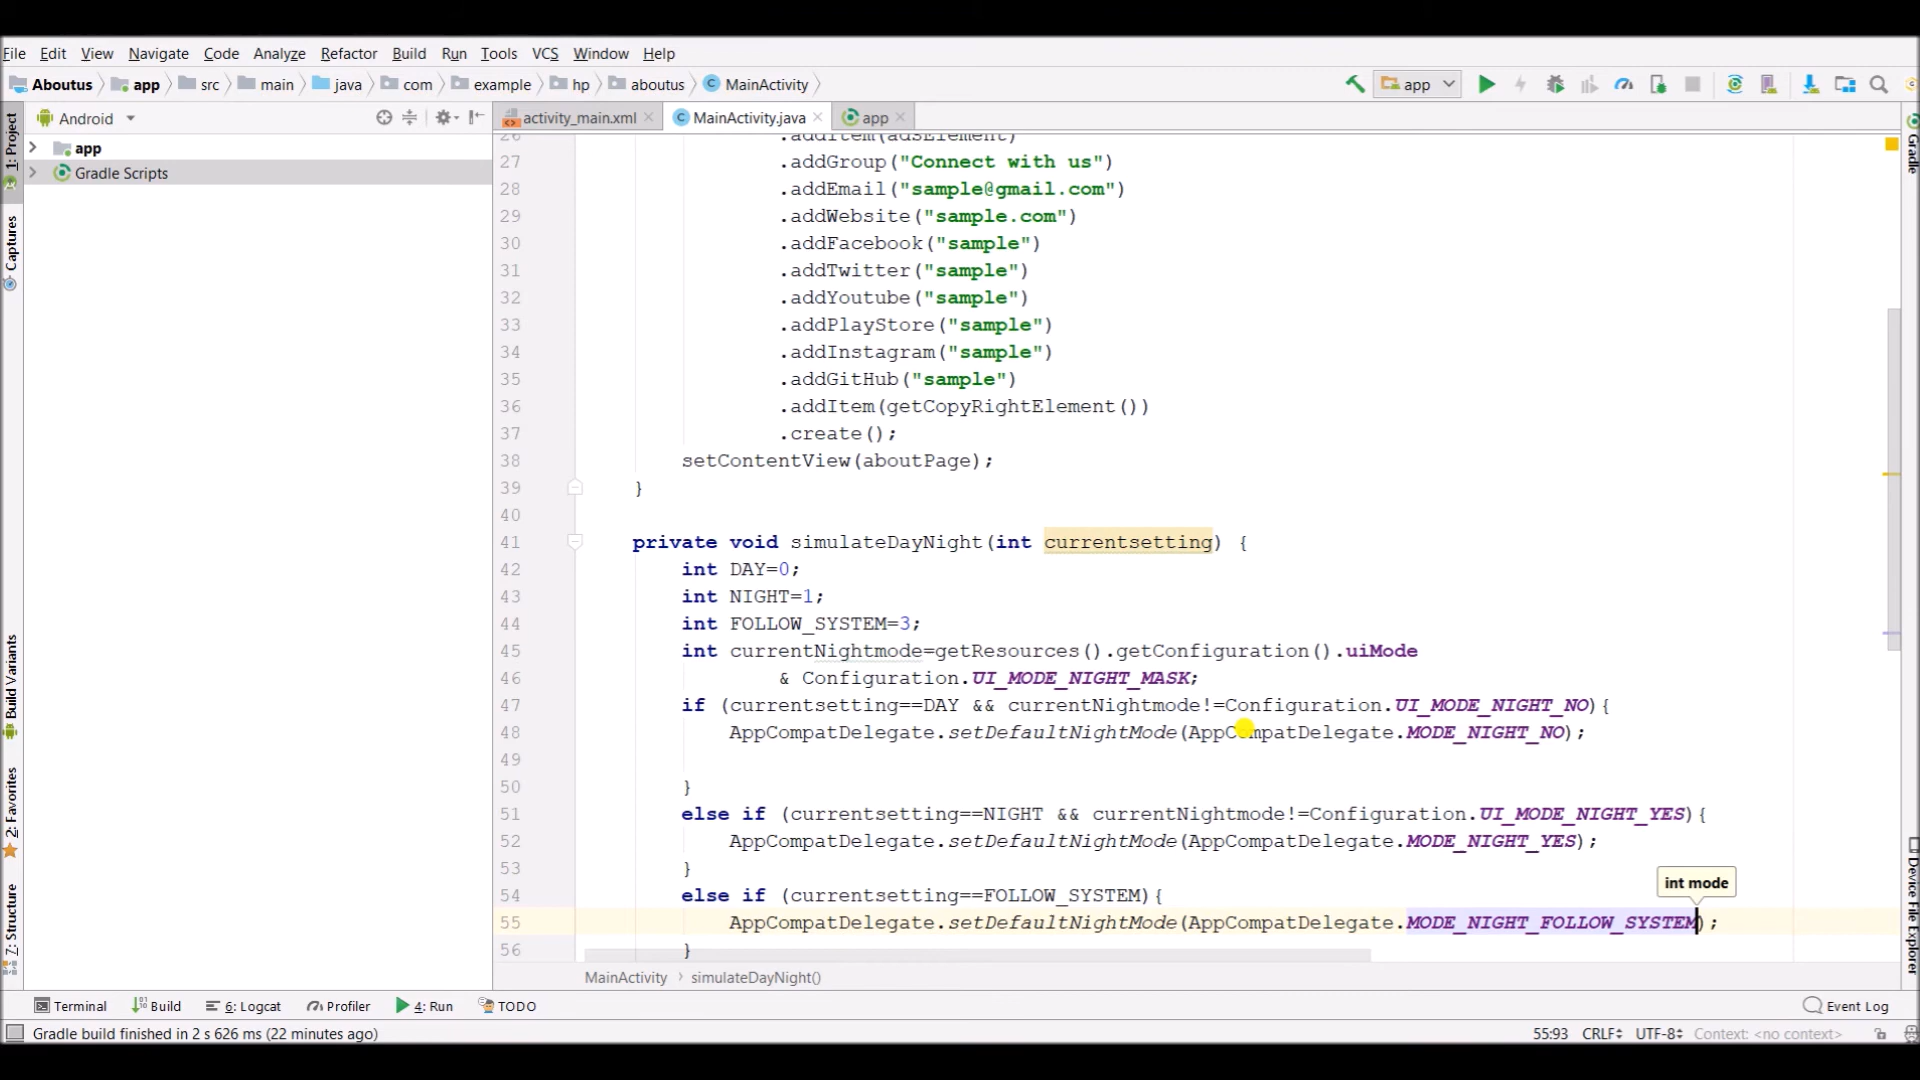 File Edit View Navigate Code Analyze Refactor Build Run Tools VCS Window Help
Aboutus app src main java com example hp aboutus MainActivity app
Android activity_main.xml MainActivity.java app
1: Project
Captures
Build Variants
2: Favorites
7: Structure
app
Gradle Scripts
26 .addItem(adsElement)
27 .addGroup("Connect with us")
28 .addEmail("sample@gmail.com")
29 .addWebsite("sample.com")
30 .addFacebook("sample")
31 .addTwitter("sample")
32 .addYoutube("sample")
33 .addPlayStore("sample")
34 .addInstagram("sample")
35 .addGitHub("sample")
36 .addItem(getCopyRightElement())
37 .create();
38 setContentView(aboutPage);
39 }
40
41 private void simulateDayNight(int currentsetting) {
42 int DAY=0;
43 int NIGHT=1;
44 int FOLLOW_SYSTEM=3;
45 int currentNightmode=getResources().getConfiguration().uiMode
46 & Configuration.UI_MODE_NIGHT_MASK;
47 if (currentsetting==DAY && currentNightmode!=Configuration.UI_MODE_NIGHT_NO){
48 AppCompatDelegate.setDefaultNightMode(AppCompatDelegate.MODE_NIGHT_NO);
49
50 }
51 else if (currentsetting==NIGHT && currentNightmode!=Configuration.UI_MODE_NIGHT_YES){
52 AppCompatDelegate.setDefaultNightMode(AppCompatDelegate.MODE_NIGHT_YES);
53 }
int mode
54 else if (currentsetting==FOLLOW_SYSTEM){
55 AppCompatDelegate.setDefaultNightMode(AppCompatDelegate.MODE_NIGHT_FOLLOW_SYSTEM);
56 }
Gradle
Device File Explorer
MainActivity simulateDayNight()
Terminal Build 6: Logcat Profiler 4: Run TODO Event Log
Gradle build finished in 2 s 626 ms (22 minutes ago) 55:93 CRLF UTF-8 Context: <no context>